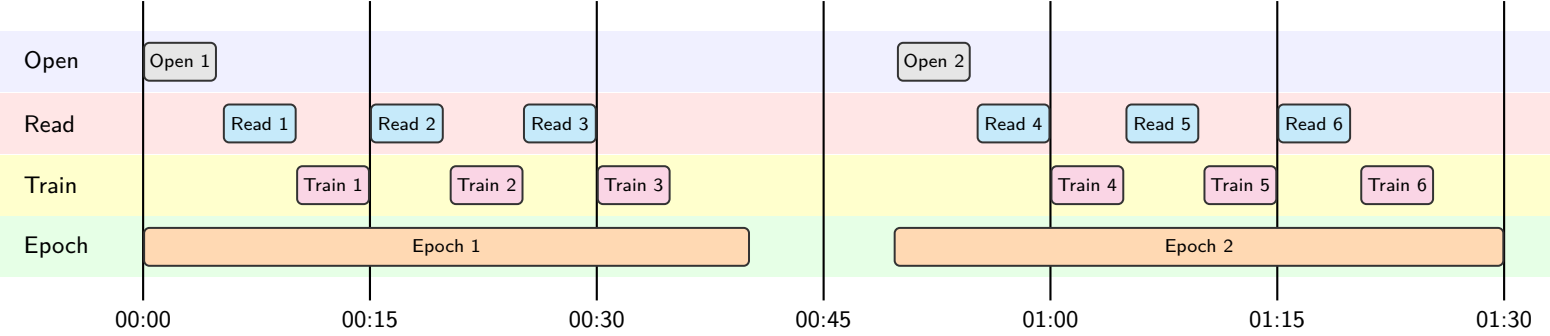 Open Open 1 Open 2
Read Read 1 Read 2 Read 3 Read 4 Read 5 Read 6
Train Train 1 Train 2 Train 3 Train 4 Train 5 Train 6
Epoch Epoch 1 Epoch 2
00:00 00:15 00:30 00:45 01:00 01:15 01:30